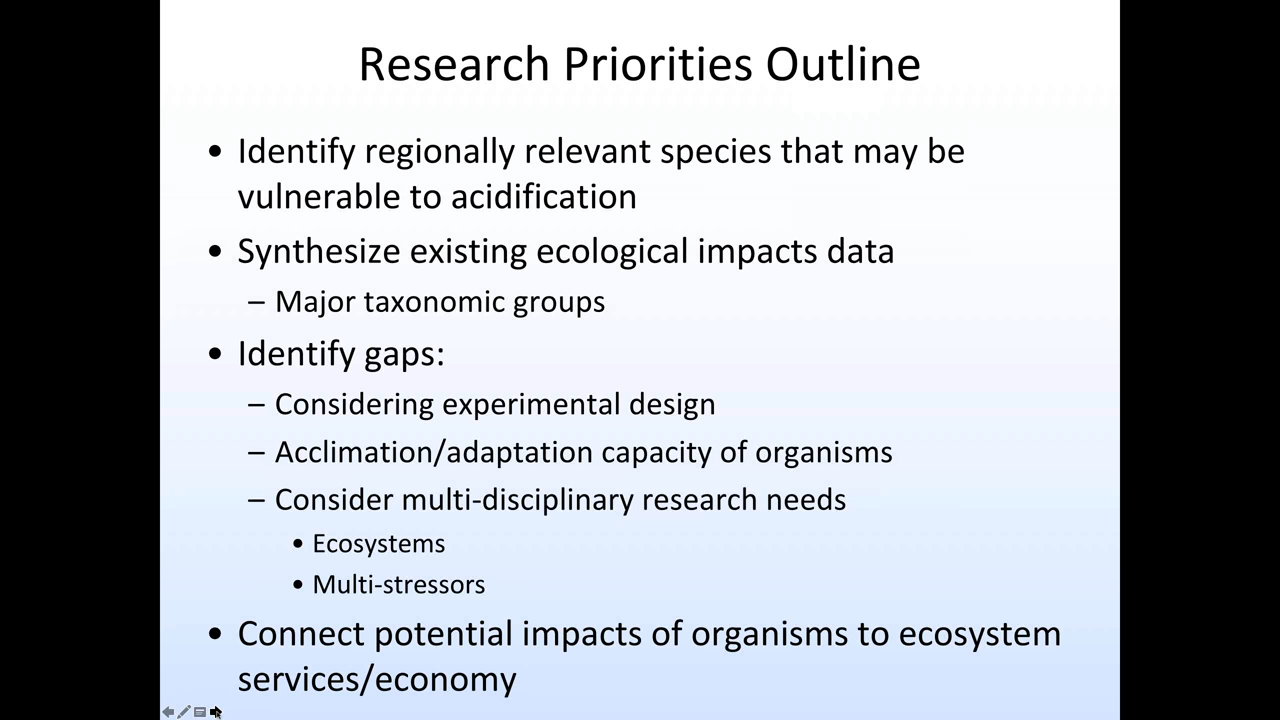 Research Priorities Outline
• Identify regionally relevant species that may be
vulnerable to acidification
• Synthesize existing ecological impacts data
– Major taxonomic groups
• Identify gaps:
– Considering experimental design
– Acclimation/adaptation capacity of organisms
– Consider multi-disciplinary research needs
• Ecosystems
• Multi-stressors
• Connect potential impacts of organisms to ecosystem
services/economy